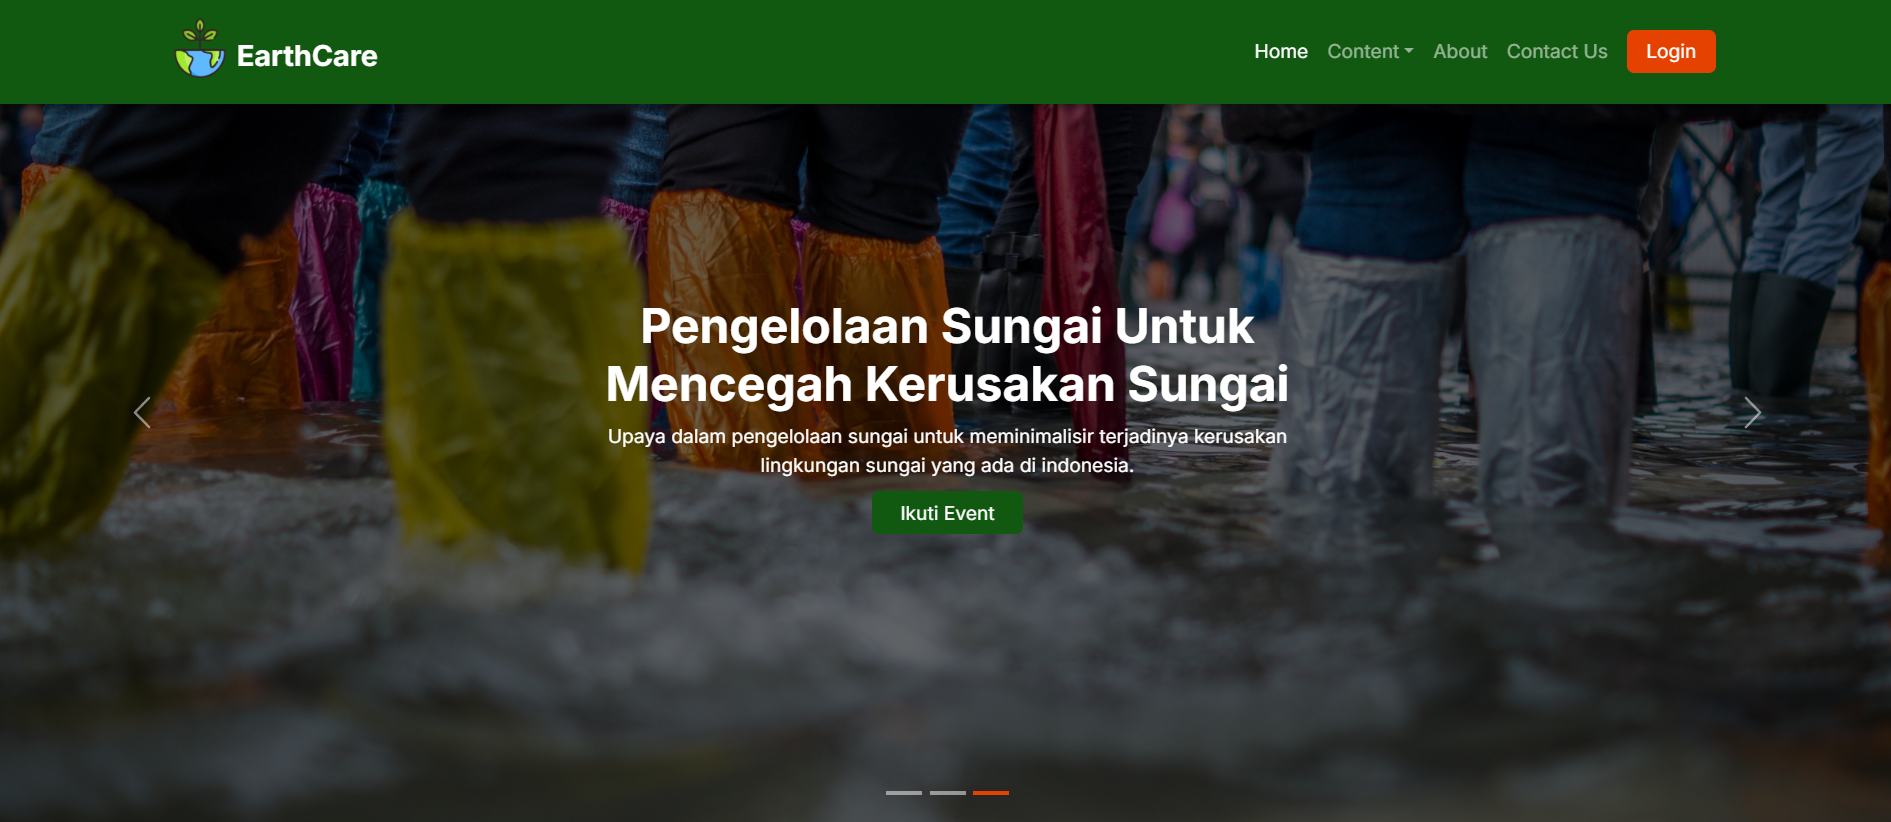 EarthCare
Home Content About Contact Us Login
Pengelolaan Sungai Untuk
Mencegah Kerusakan Sungai
Upaya dalam pengelolaan sungai untuk meminimalisir terjadinya kerusakan
lingkungan sungai yang ada di indonesia.
Ikuti Event